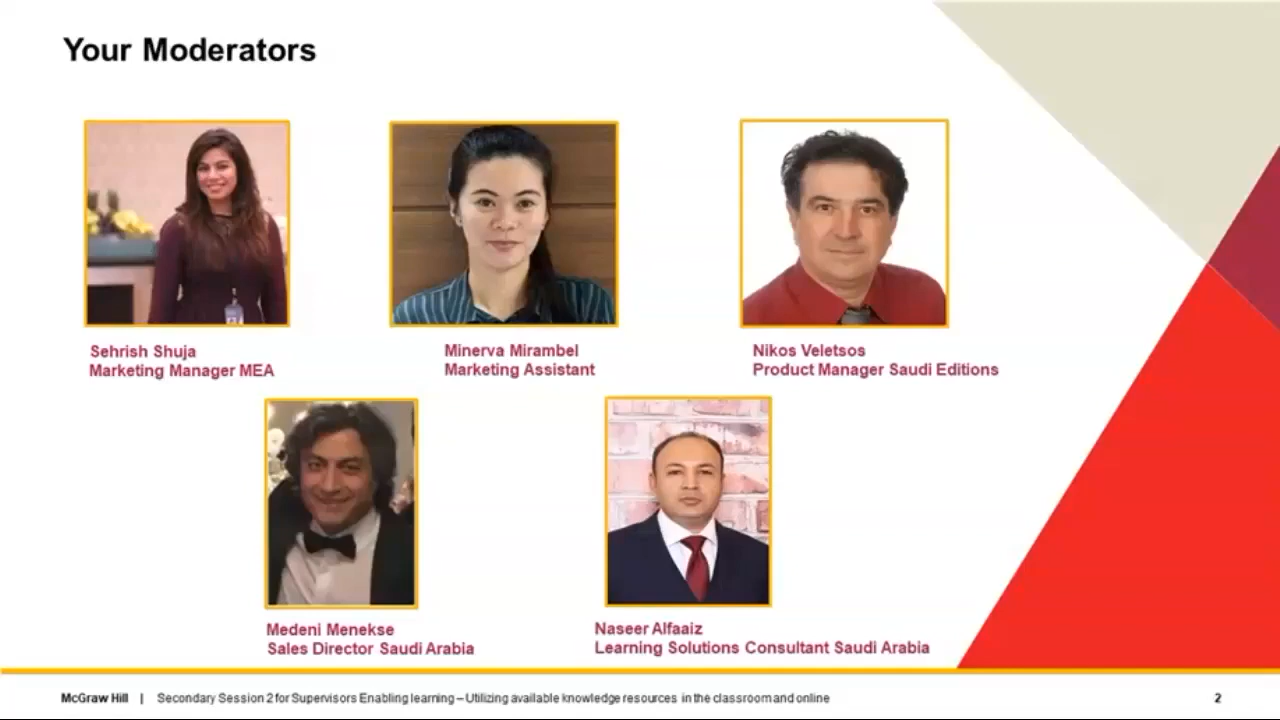 Your Moderators
Sehrish Shuja
Marketing Manager MEA
Minerva Mirambel
Marketing Assistant
Nikos Veletsos
Product Manager Saudi Editions
Medeni Menekse
Sales Director Saudi Arabia
Naseer Alfaaiz
Learning Solutions Consultant Saudi Arabia
McGraw Hill | Secondary Session 2 for Supervisors Enabling learning – Utilizing available knowledge resources in the classroom and online 2